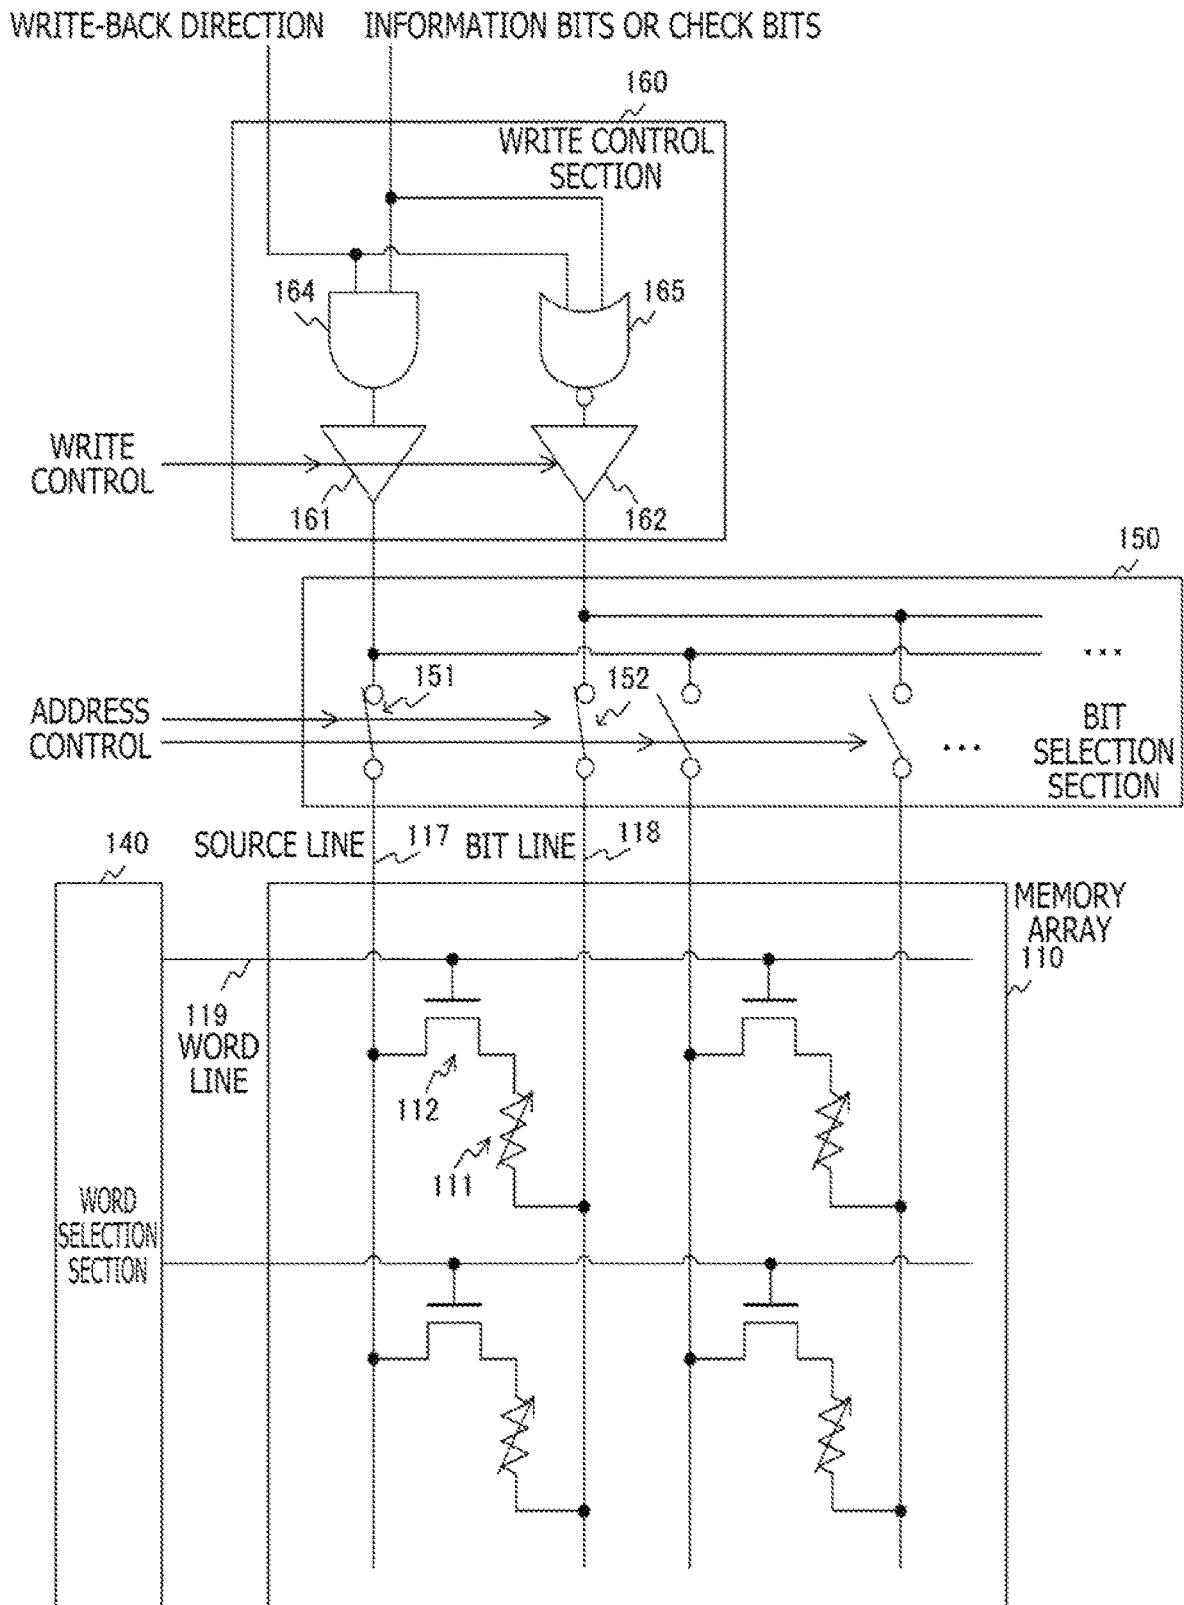 WRITE-BACK DIRECTION
INFORMATION BITS OR CHECK BITS
160
WRITE CONTROL
SECTION
164
165
WRITE
CONTROL
161
162
150
...
151
152
ADDRESS
CONTROL
BIT
SELECTION
SECTION
...
140
SOURCE LINE
117
BIT LINE
118
MEMORY
ARRAY
110
119
WORD
LINE
112
111
WORD
SELECTION
SECTION